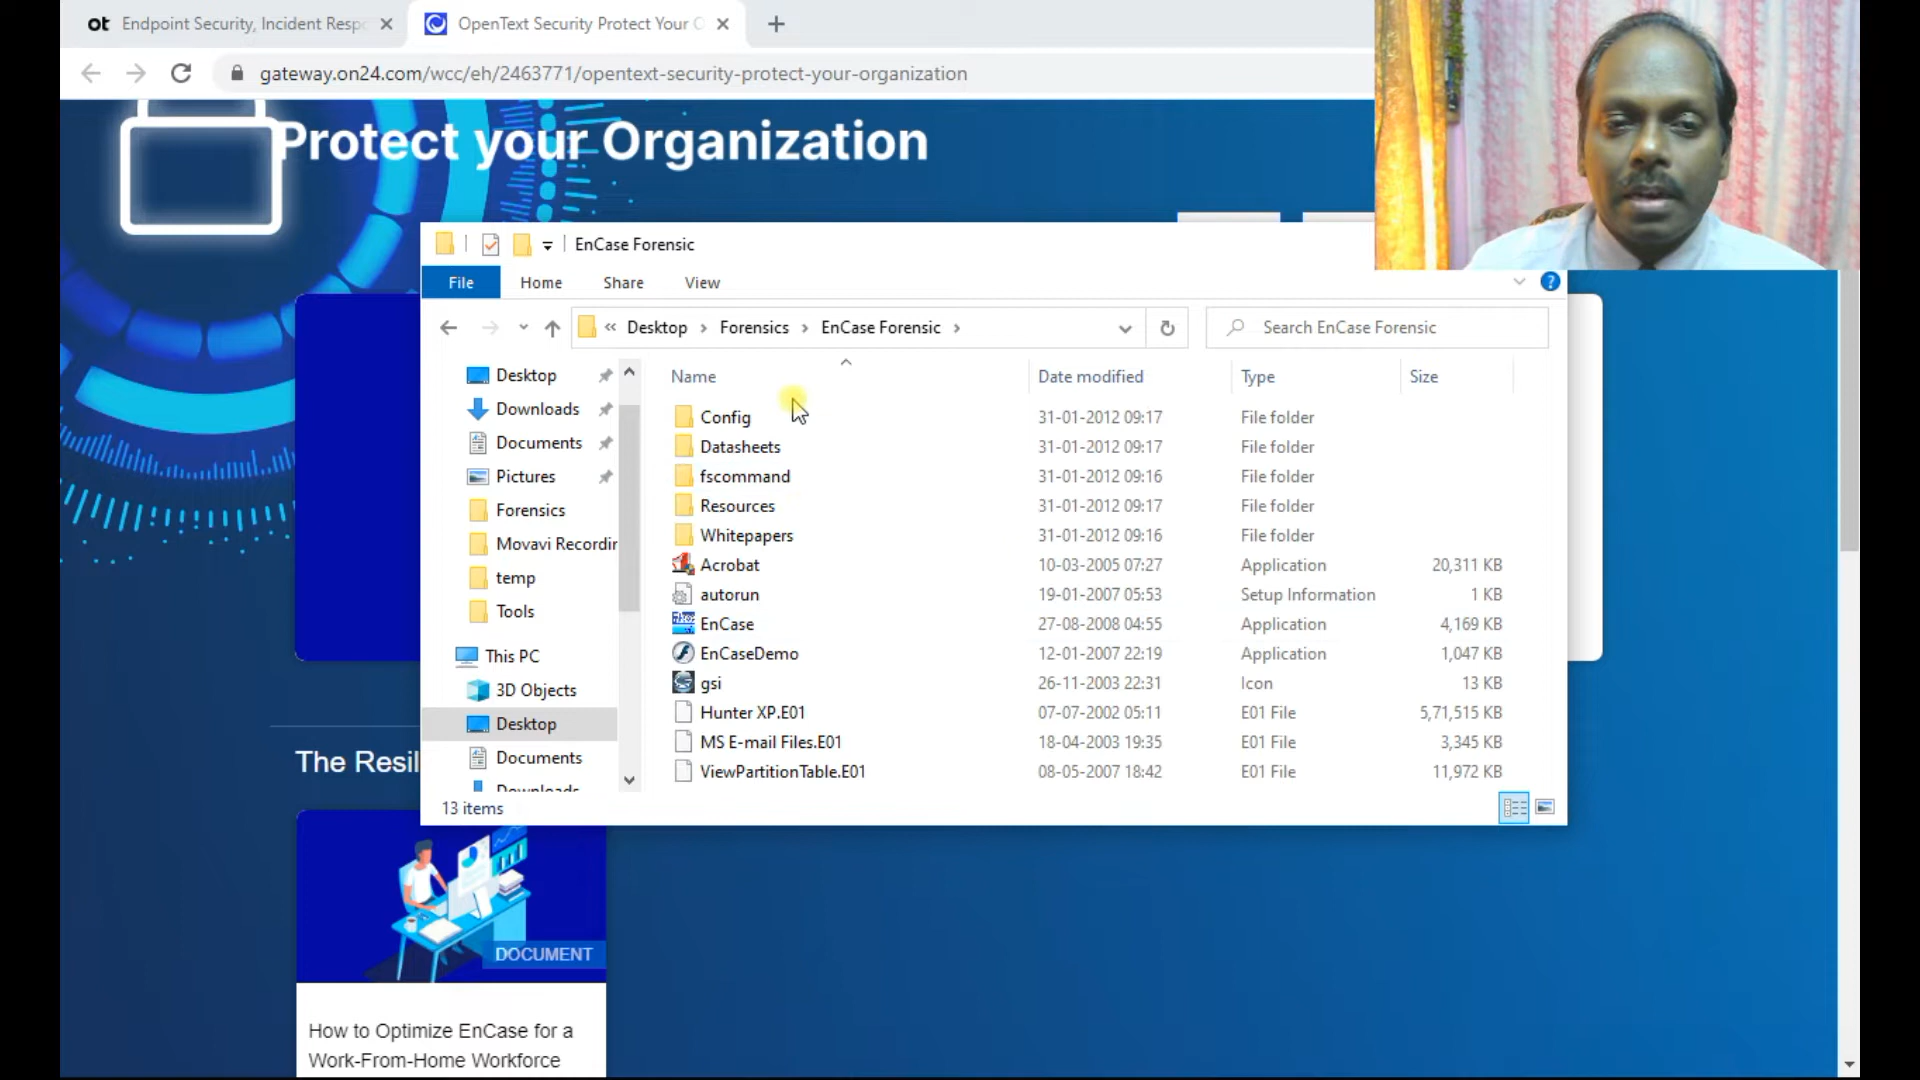 ot Endpoint Security, Incident Resp
OpenText Security Protect Your O
gateway.on24.com/wcc/eh/2463771/opentext-security-protect-your-organization
Protect your Organization
EnCase Forensic
File Home Share View
« Desktop › Forensics › EnCase Forensic ›
Search EnCase Forensic
Desktop
Downloads
Documents
Pictures
Forensics
Movavi Recordin
temp
Tools
This PC
3D Objects
Desktop
Documents
Downloads
Name Date modified Type Size
Config 31-01-2012 09:17 File folder
Datasheets 31-01-2012 09:17 File folder
fscommand 31-01-2012 09:16 File folder
Resources 31-01-2012 09:17 File folder
Whitepapers 31-01-2012 09:16 File folder
Acrobat 10-03-2005 07:27 Application 20,311 KB
autorun 19-01-2007 05:53 Setup Information 1 KB
EnCase 27-08-2008 04:55 Application 4,169 KB
EnCaseDemo 12-01-2007 22:19 Application 1,047 KB
gsi 26-11-2003 22:31 Icon 13 KB
Hunter XP.E01 07-07-2002 05:11 E01 File 5,71,515 KB
MS E-mail Files.E01 18-04-2003 19:35 E01 File 3,345 KB
ViewPartitionTable.E01 08-05-2007 18:42 E01 File 11,972 KB
13 items
The Resil
DOCUMENT
How to Optimize EnCase for a
Work-From-Home Workforce